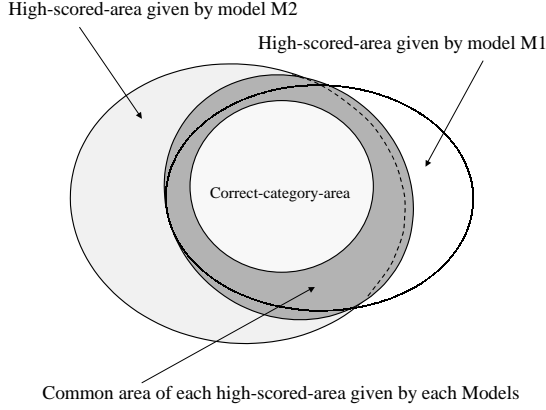 High-scored-area given by model M2
High-scored-area given by model M1
Correct-category-area
Common area of each high-scored-area given by each Models